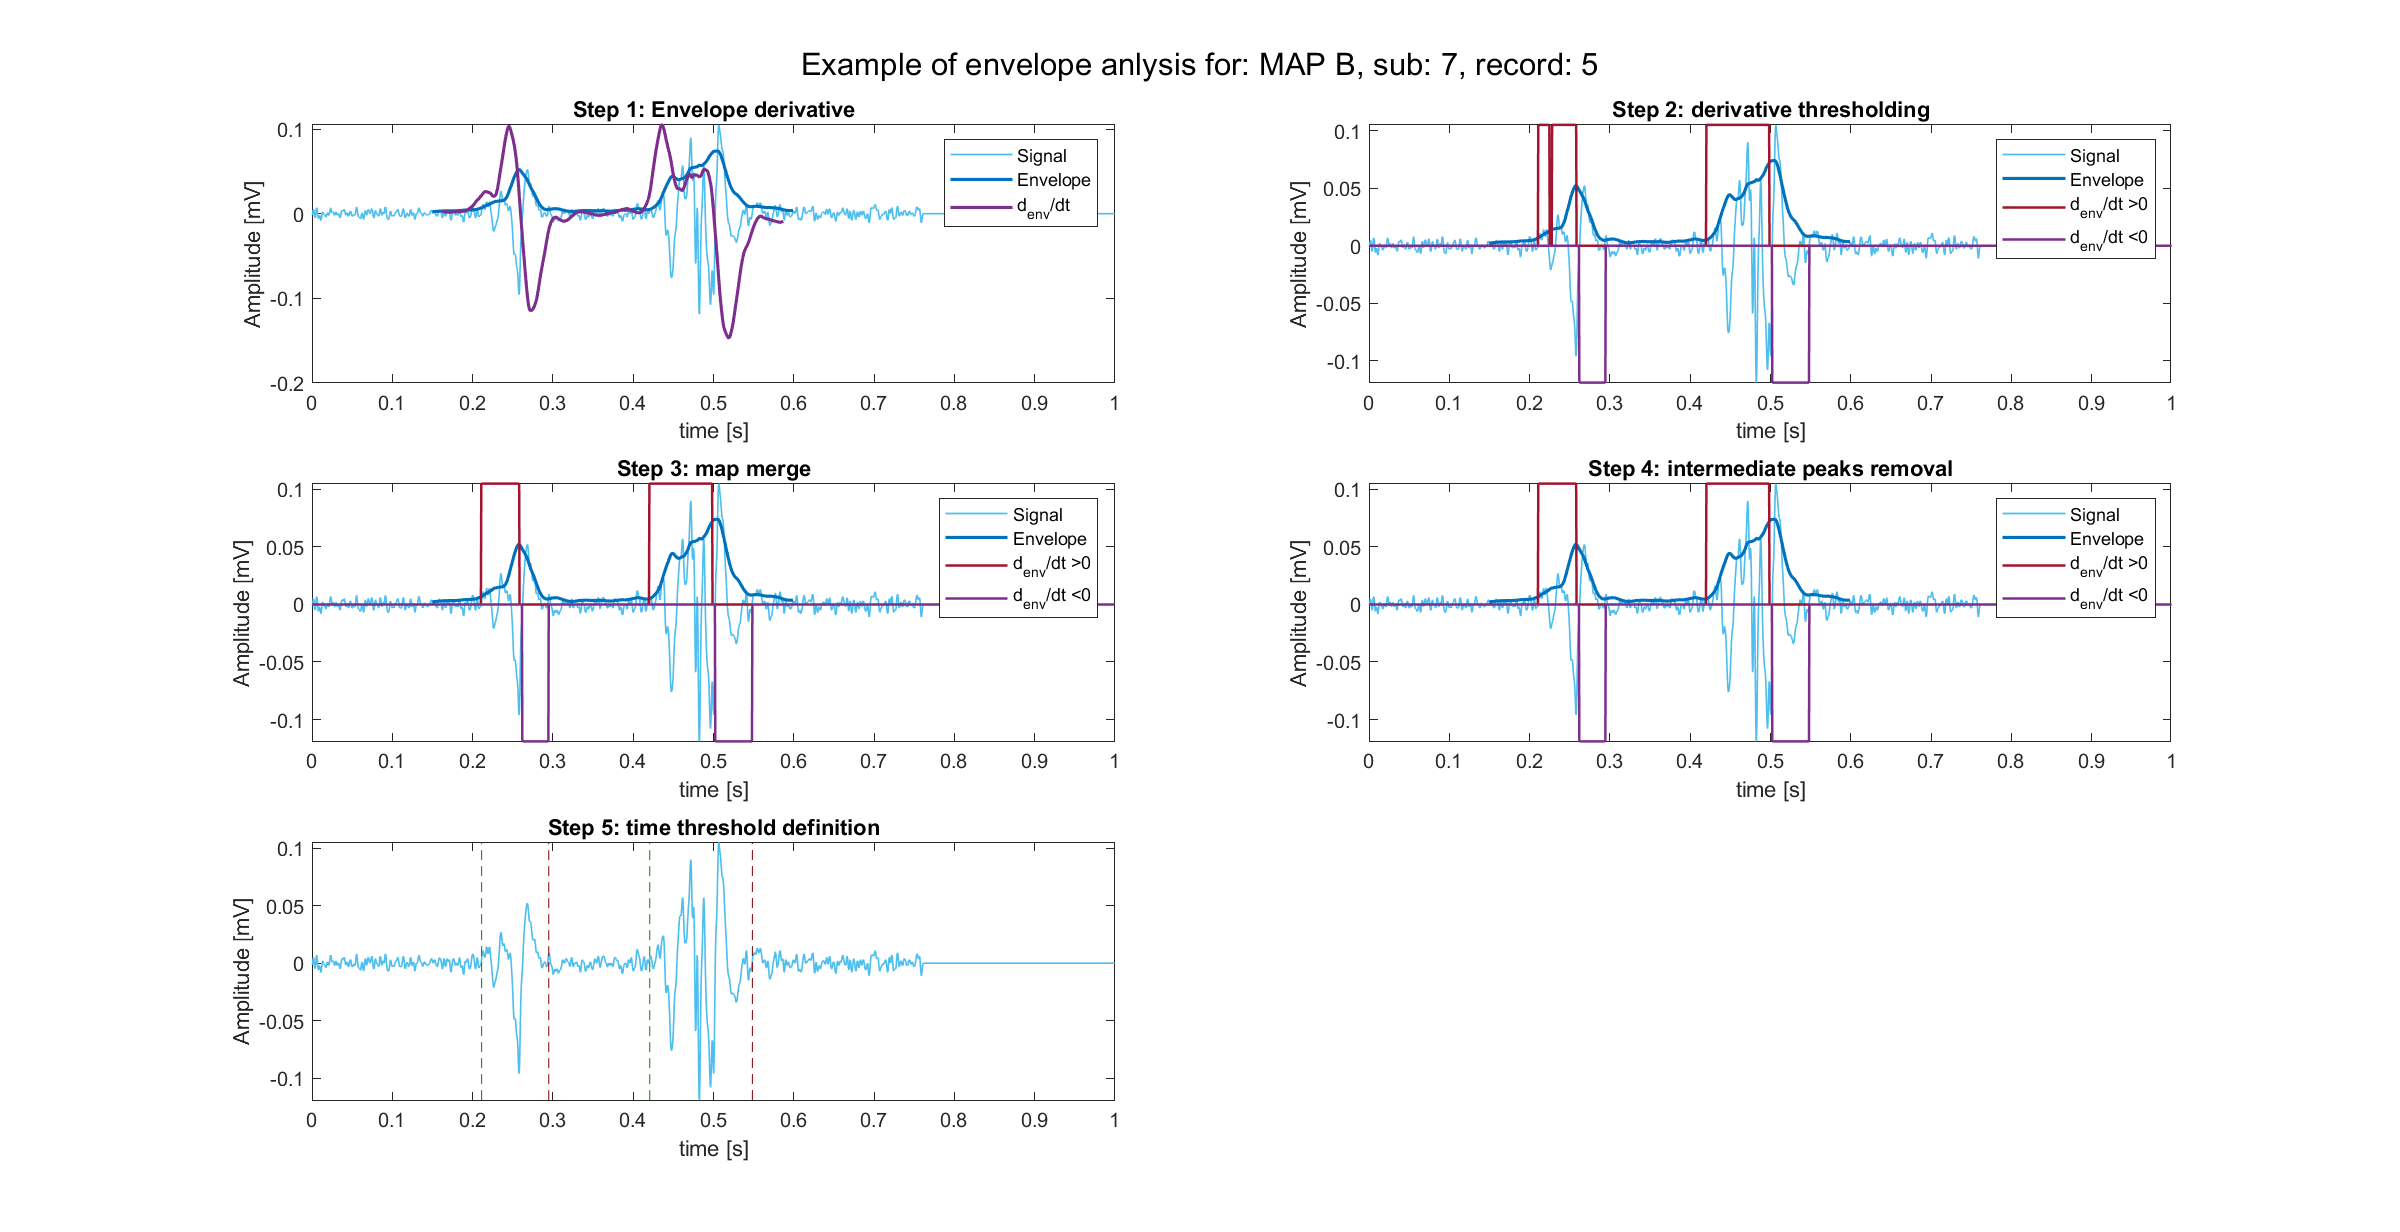 Example of envelope anlysis for: MAP B, sub: 7, record: 5
Step 1: Envelope derivative
Amplitude [mV]
0.1
0
-0.1
-0.2
0 0.1 0.2 0.3 0.4 0.5 0.6 0.7 0.8 0.9 1
time [s]
Signal
Envelope
d_env/dt
Step 2: derivative thresholding
Amplitude [mV]
0.1
0.05
0
-0.05
-0.1
0 0.1 0.2 0.3 0.4 0.5 0.6 0.7 0.8 0.9 1
time [s]
Signal
Envelope
d_env/dt >0
d_env/dt <0
Step 3: map merge
Amplitude [mV]
0.1
0.05
0
-0.05
-0.1
0 0.1 0.2 0.3 0.4 0.5 0.6 0.7 0.8 0.9 1
time [s]
Signal
Envelope
d_env/dt >0
d_env/dt <0
Step 4: intermediate peaks removal
Amplitude [mV]
0.1
0.05
0
-0.05
-0.1
0 0.1 0.2 0.3 0.4 0.5 0.6 0.7 0.8 0.9 1
time [s]
Signal
Envelope
d_env/dt >0
d_env/dt <0
Step 5: time threshold definition
Amplitude [mV]
0.1
0.05
0
-0.05
-0.1
0 0.1 0.2 0.3 0.4 0.5 0.6 0.7 0.8 0.9 1
time [s]